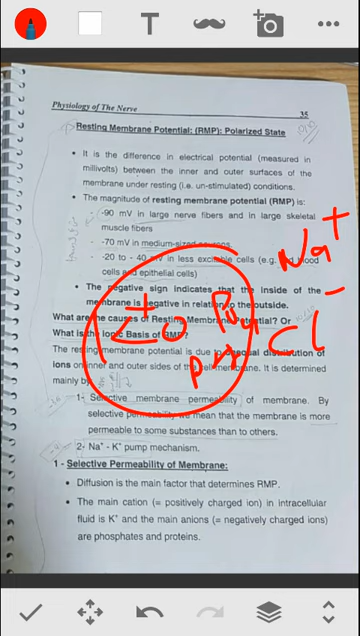 T
Physiology of The Nerve 35
Resting Membrane Potential: (RMP): Polarized State
• It is the difference in electrical potential (measured in
millivolts) between the inner and outer surfaces of the
membrane under resting (i.e. un-stimulated) conditions.
• The magnitude of resting membrane potential (RMP) is:
-90 mV in large nerve fibers and in large skeletal
muscle fibers
-70 mV in medium-sized neurons.
-20 to - 40 mV in less excitable cells (e.g. red blood
cells and epithelial cells)
Na+
• The negative sign indicates that the inside of the
membrane is negative in relation to the outside.
What are the causes of Resting Membrane Potential? Or
What is the Ionic Basis of RMP?
Cl-
The resting membrane potential is due to unequal distribution of
ions on inner and outer sides of the cell membrane. It is determined
mainly by
1- Selective membrane permeability of membrane. By
selective permeability we mean that the membrane is more
permeable to some substances than to others.
2- Na+ - K+ pump mechanism.
1 - Selective Permeability of Membrane:
• Diffusion is the main factor that determines RMP.
• The main cation (= positively charged ion) in intracellular
fluid is K+ and the main anions (= negatively charged ions)
are phosphates and proteins.